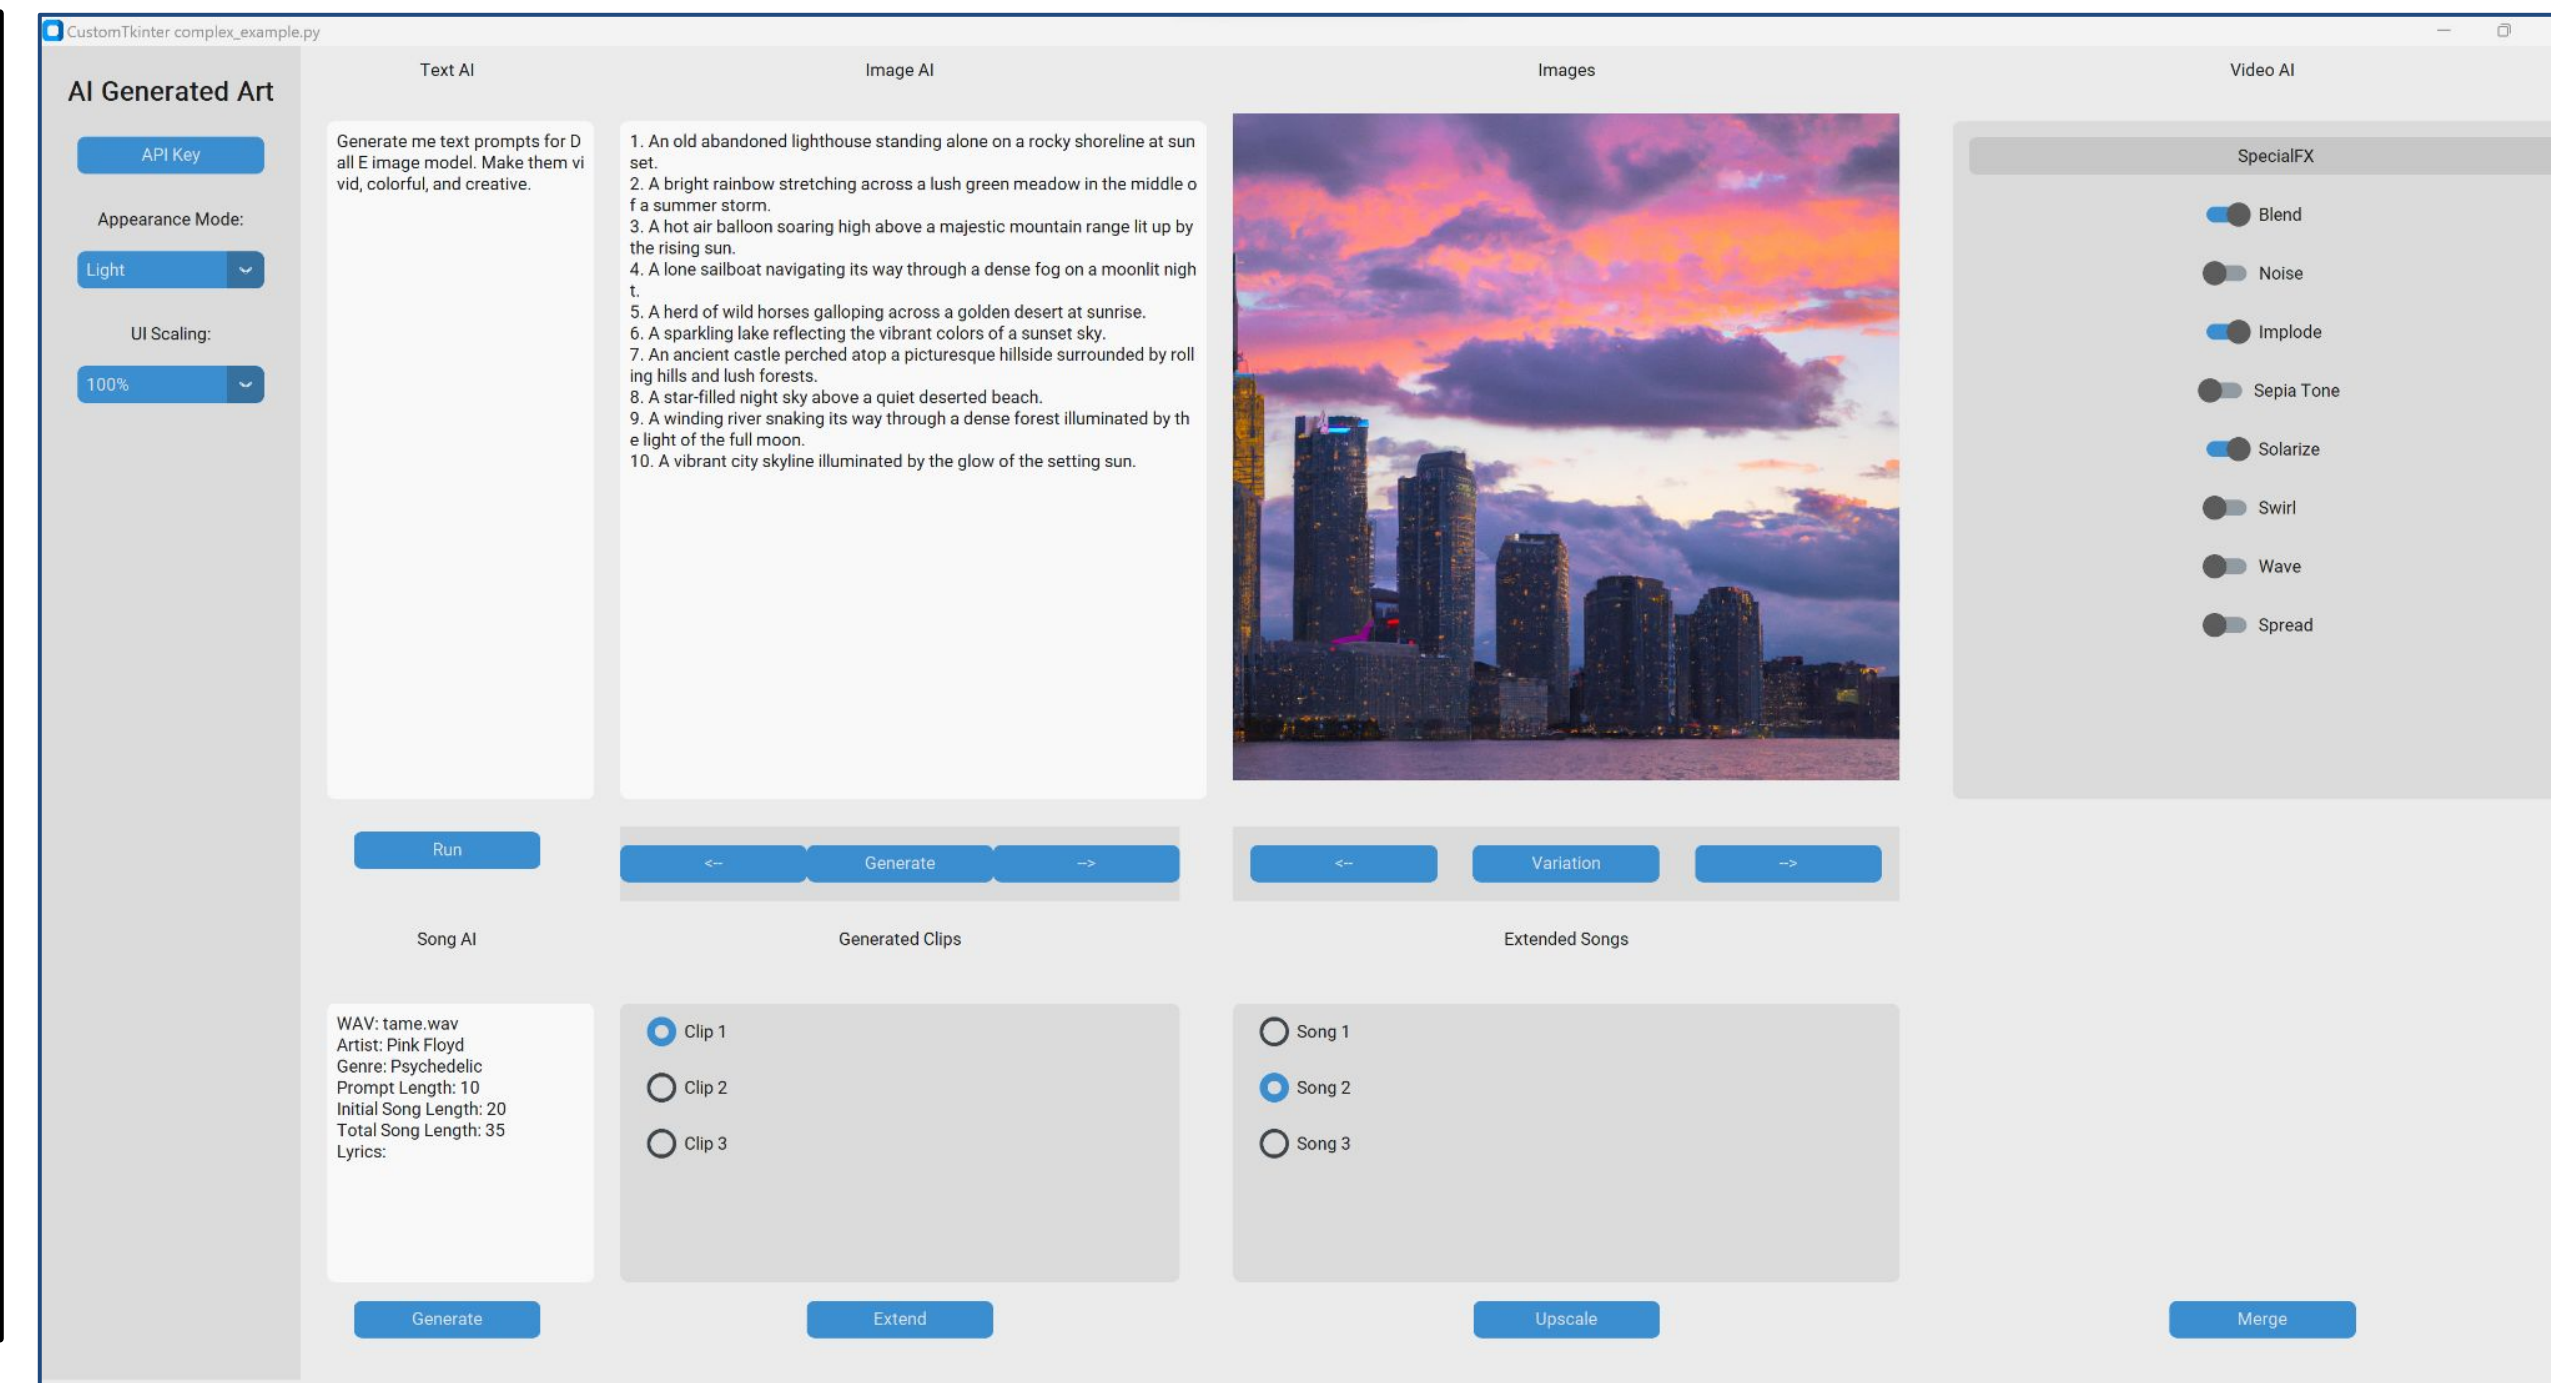 CustomTkinter complex_example.py
AI Generated Art
API Key
Appearance Mode:
Light
UI Scaling:
100%
Text AI
Generate me text prompts for D
all E image model. Make them vi
vid, colorful, and creative.
Run
Image AI
1. An old abandoned lighthouse standing alone on a rocky shoreline at sun
set.
2. A bright rainbow stretching across a lush green meadow in the middle o
f a summer storm.
3. A hot air balloon soaring high above a majestic mountain range lit up by
the rising sun.
4. A lone sailboat navigating its way through a dense fog on a moonlit nigh
t.
5. A herd of wild horses galloping across a golden desert at sunrise.
6. A sparkling lake reflecting the vibrant colors of a sunset sky.
7. An ancient castle perched atop a picturesque hillside surrounded by roll
ing hills and lush forests.
8. A star-filled night sky above a quiet deserted beach.
9. A winding river snaking its way through a dense forest illuminated by th
e light of the full moon.
10. A vibrant city skyline illuminated by the glow of the setting sun.
<--
Generate
-->
Images
<--
Variation
-->
Video AI
SpecialFX
Blend
Noise
Implode
Sepia Tone
Solarize
Swirl
Wave
Spread
Song AI
WAV: tame.wav
Artist: Pink Floyd
Genre: Psychedelic
Prompt Length: 10
Initial Song Length: 20
Total Song Length: 35
Lyrics:
Generate
Generated Clips
Clip 1
Clip 2
Clip 3
Extend
Extended Songs
Song 1
Song 2
Song 3
Upscale
Merge